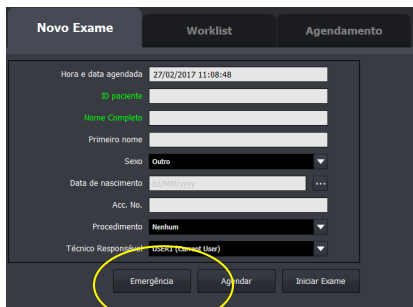 Novo Exame Worklist Agendamento
Hora e data agendada 27/02/2017 11:08:48
ID paciente
Nome Completo
Primeiro nome
Sexo Outro
Data de nascimento dd/MM/yyyy ...
Acc. No.
Procedimento Nenhum
Técnico Responsável USER1 (Current User)
Emergência Agendar Iniciar Exame